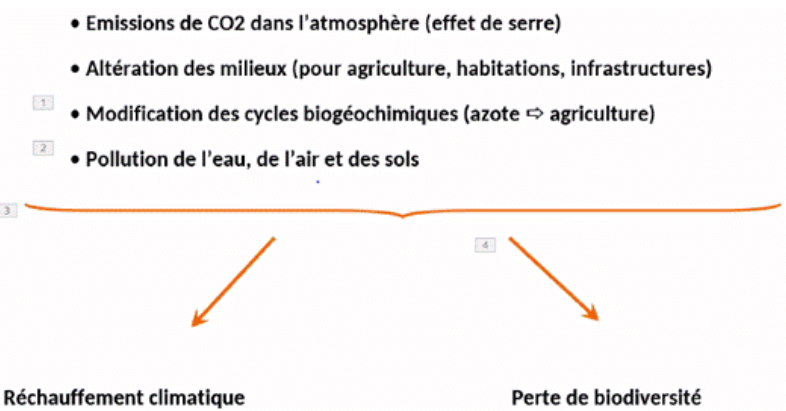 • Emissions de CO2 dans l'atmosphère (effet de serre)
• Altération des milieux (pour agriculture, habitations, infrastructures)
1
• Modification des cycles biogéochimiques (azote ⇨ agriculture)
2
• Pollution de l'eau, de l'air et des sols
3
4
Réchauffement climatique
Perte de biodiversité